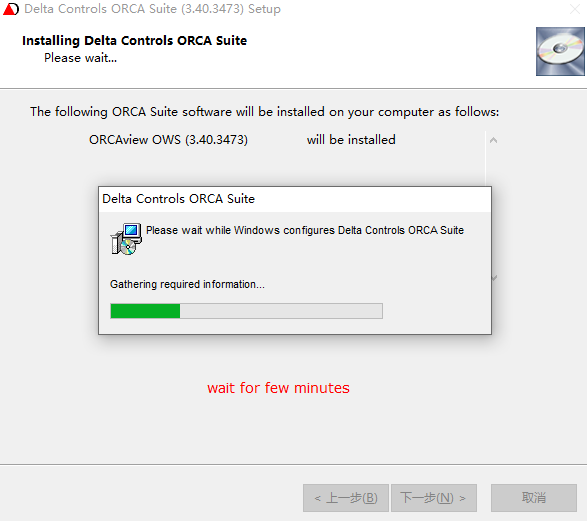 Delta Controls ORCA Suite (3.40.3473) Setup
Installing Delta Controls ORCA Suite
Please wait...
The following ORCA Suite software will be installed on your computer as follows:
ORCAview OWS (3.40.3473) will be installed
Delta Controls ORCA Suite
Please wait while Windows configures Delta Controls ORCA Suite
Gathering required information...
wait for few minutes
< 上一步(B) 下一步(N) > 取消